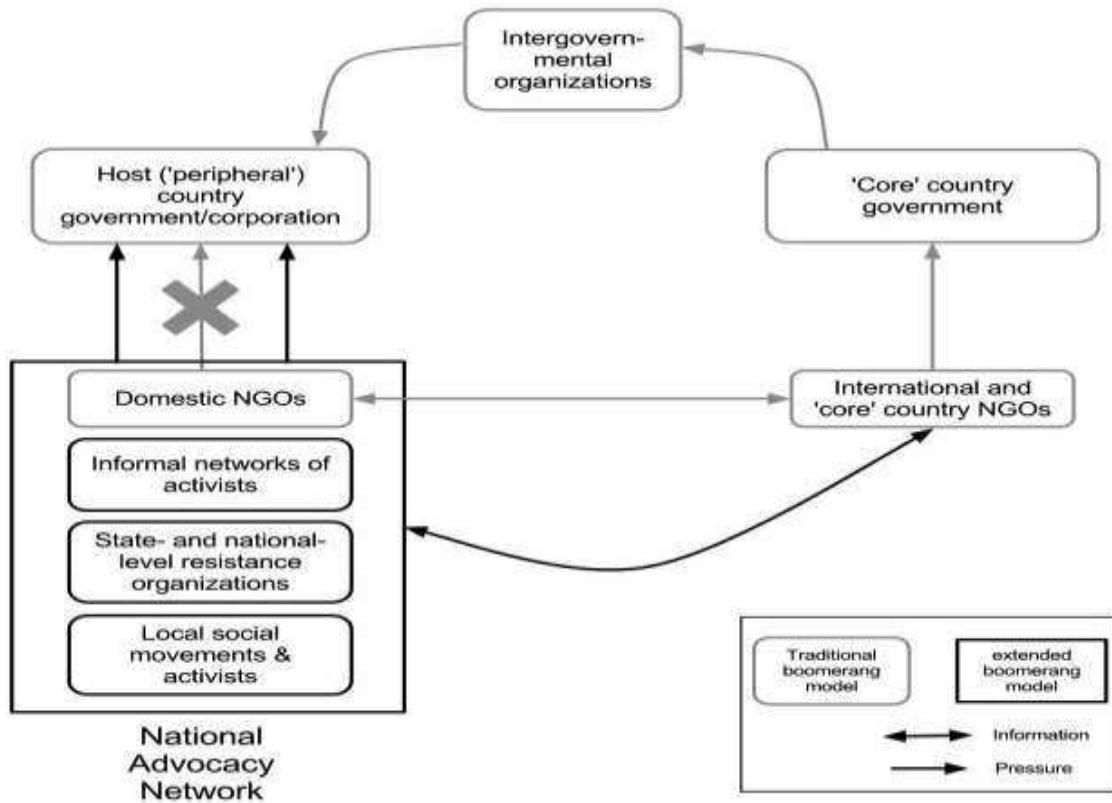 Intergovern-
mental
organizations
Host ('peripheral')
country
government/corporation
'Core' country
government
Domestic NGOs
International and
'core' country NGOs
Informal networks of
activists
State- and national-
level resistance
organizations
Local social
movements &
activists
National
Advocacy
Network
Traditional
boomerang
model
extended
boomerang
model
Information
Pressure